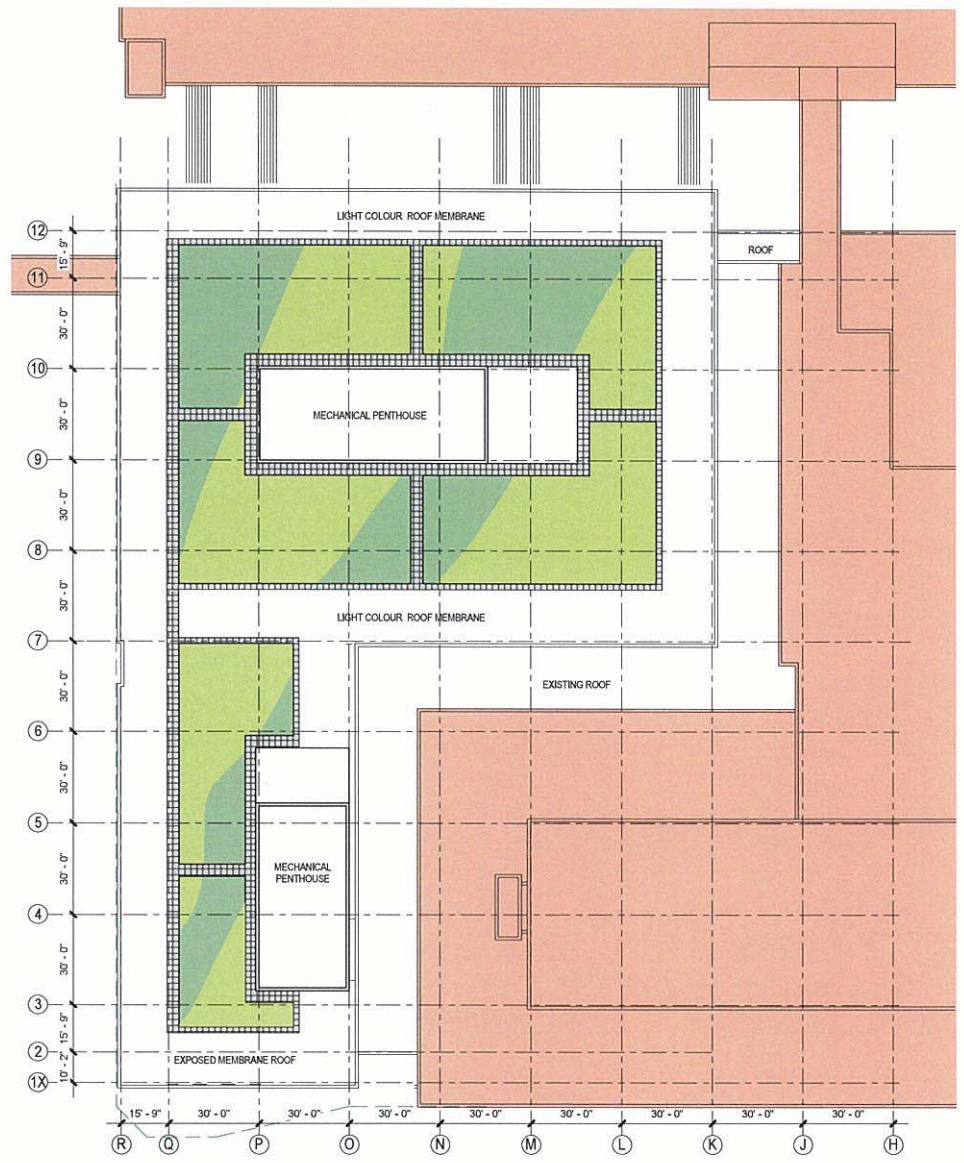 LIGHT COLOUR ROOF MEMBRANE
12
15' - 9"
ROOF
11
30' - 0"
10
30' - 0"
MECHANICAL PENTHOUSE
9
30' - 0"
8
30' - 0"
LIGHT COLOUR ROOF MEMBRANE
7
30' - 0"
EXISTING ROOF
6
30' - 0"
5
30' - 0"
MECHANICAL
PENTHOUSE
4
30' - 0"
3
15' - 9"
2
EXPOSED MEMBRANE ROOF
10' - 2"
1X
15' - 9" 30' - 0" 30' - 0" 30' - 0" 30' - 0" 30' - 0" 30' - 0" 30' - 0" 30' - 0"
R Q P O N M L K J H